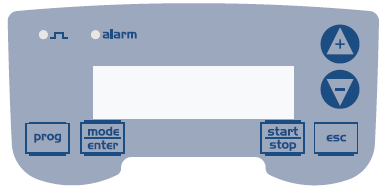 alarm
+
-
prog
mode
enter
start
stop
esc